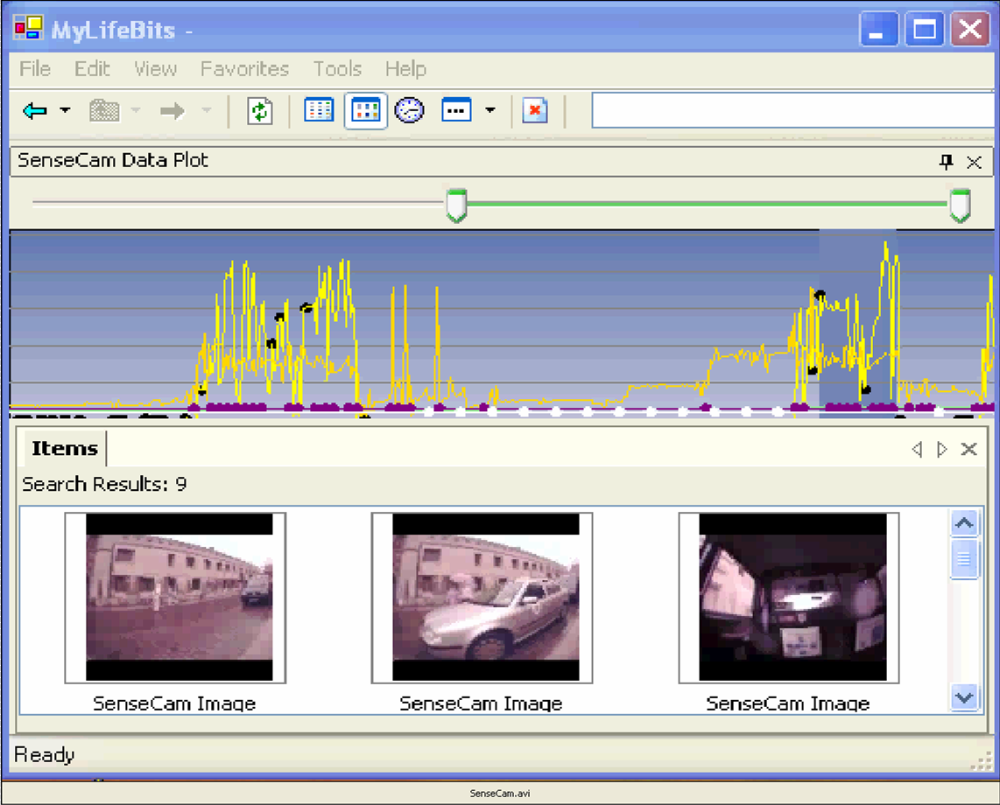 MyLifeBits -
File Edit View Favorites Tools Help
SenseCam Data Plot
Items
Search Results: 9
SenseCam Image SenseCam Image SenseCam Image
Ready
SenseCam.avi